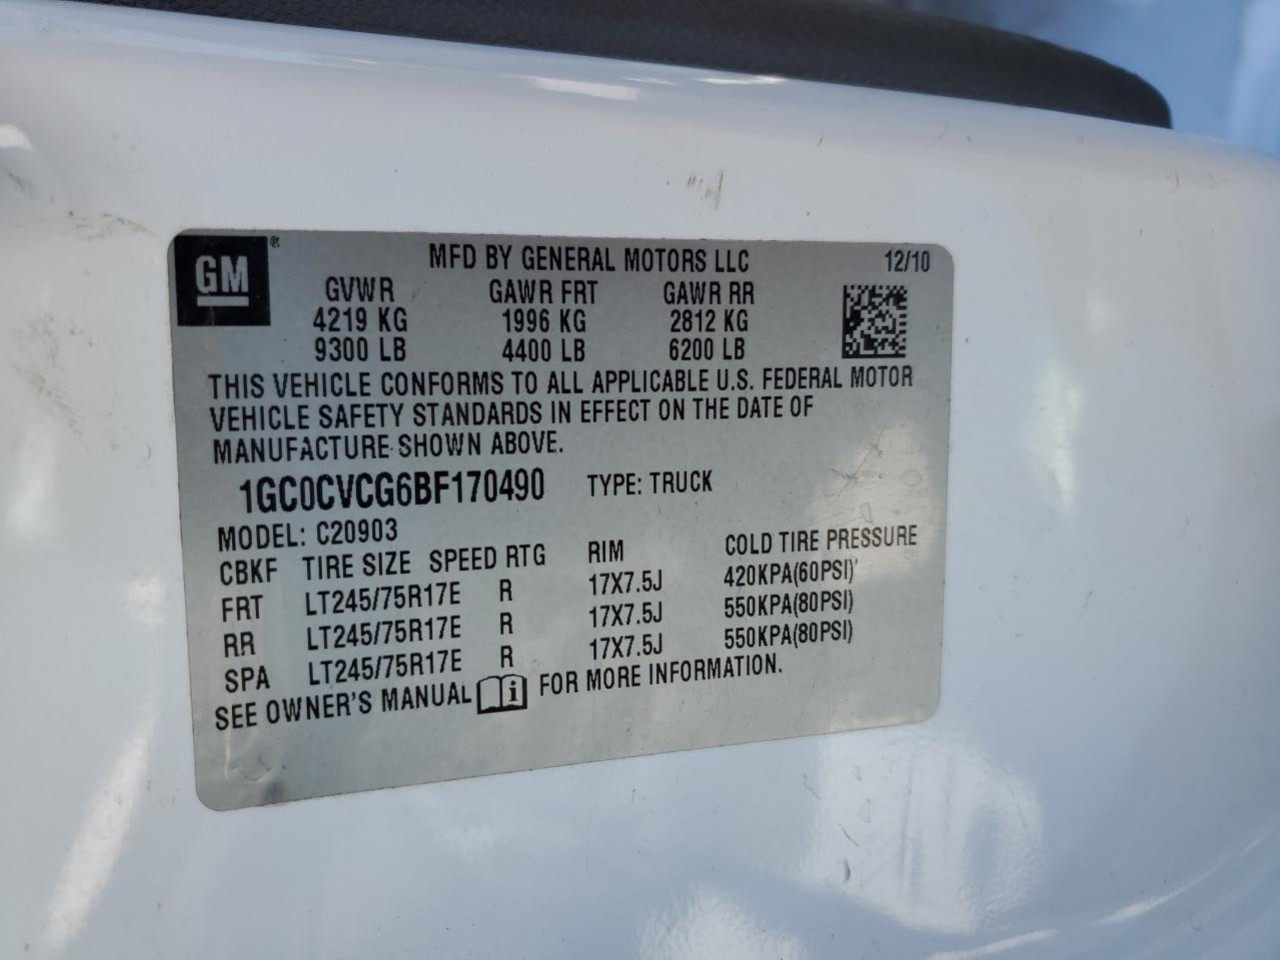 GM ®
MFD BY GENERAL MOTORS LLC 12/10
GVWR GAWR FRT GAWR RR
4219 KG 1996 KG 2812 KG
9300 LB 4400 LB 6200 LB
THIS VEHICLE CONFORMS TO ALL APPLICABLE U.S. FEDERAL MOTOR
VEHICLE SAFETY STANDARDS IN EFFECT ON THE DATE OF
MANUFACTURE SHOWN ABOVE.
1GC0CVCG6BF170490 TYPE: TRUCK
MODEL: C20903
CBKF TIRE SIZE SPEED RTG RIM COLD TIRE PRESSURE
FRT LT245/75R17E R 17X7.5J 420KPA(60PSI)
RR LT245/75R17E R 17X7.5J 550KPA(80PSI)
SPA LT245/75R17E R 17X7.5J 550KPA(80PSI)
SEE OWNER'S MANUAL i FOR MORE INFORMATION.